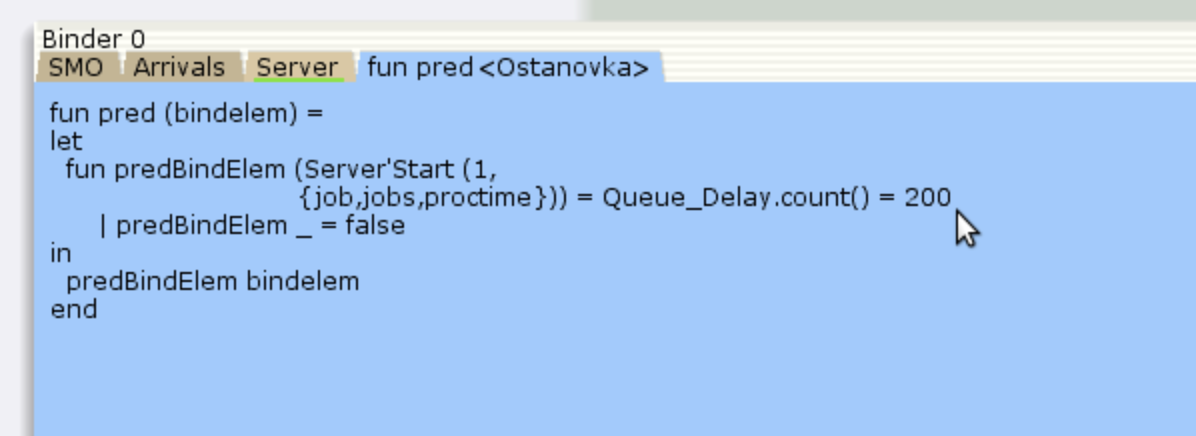 Binder 0
SMO Arrivals Server fun pred <Ostanovka>
fun pred (bindelem) =
let
  fun predBindElem (Server'Start (1,
                {job,jobs,proctime})) = Queue_Delay.count() = 200
    | predBindElem _ = false
in
  predBindElem bindelem
end